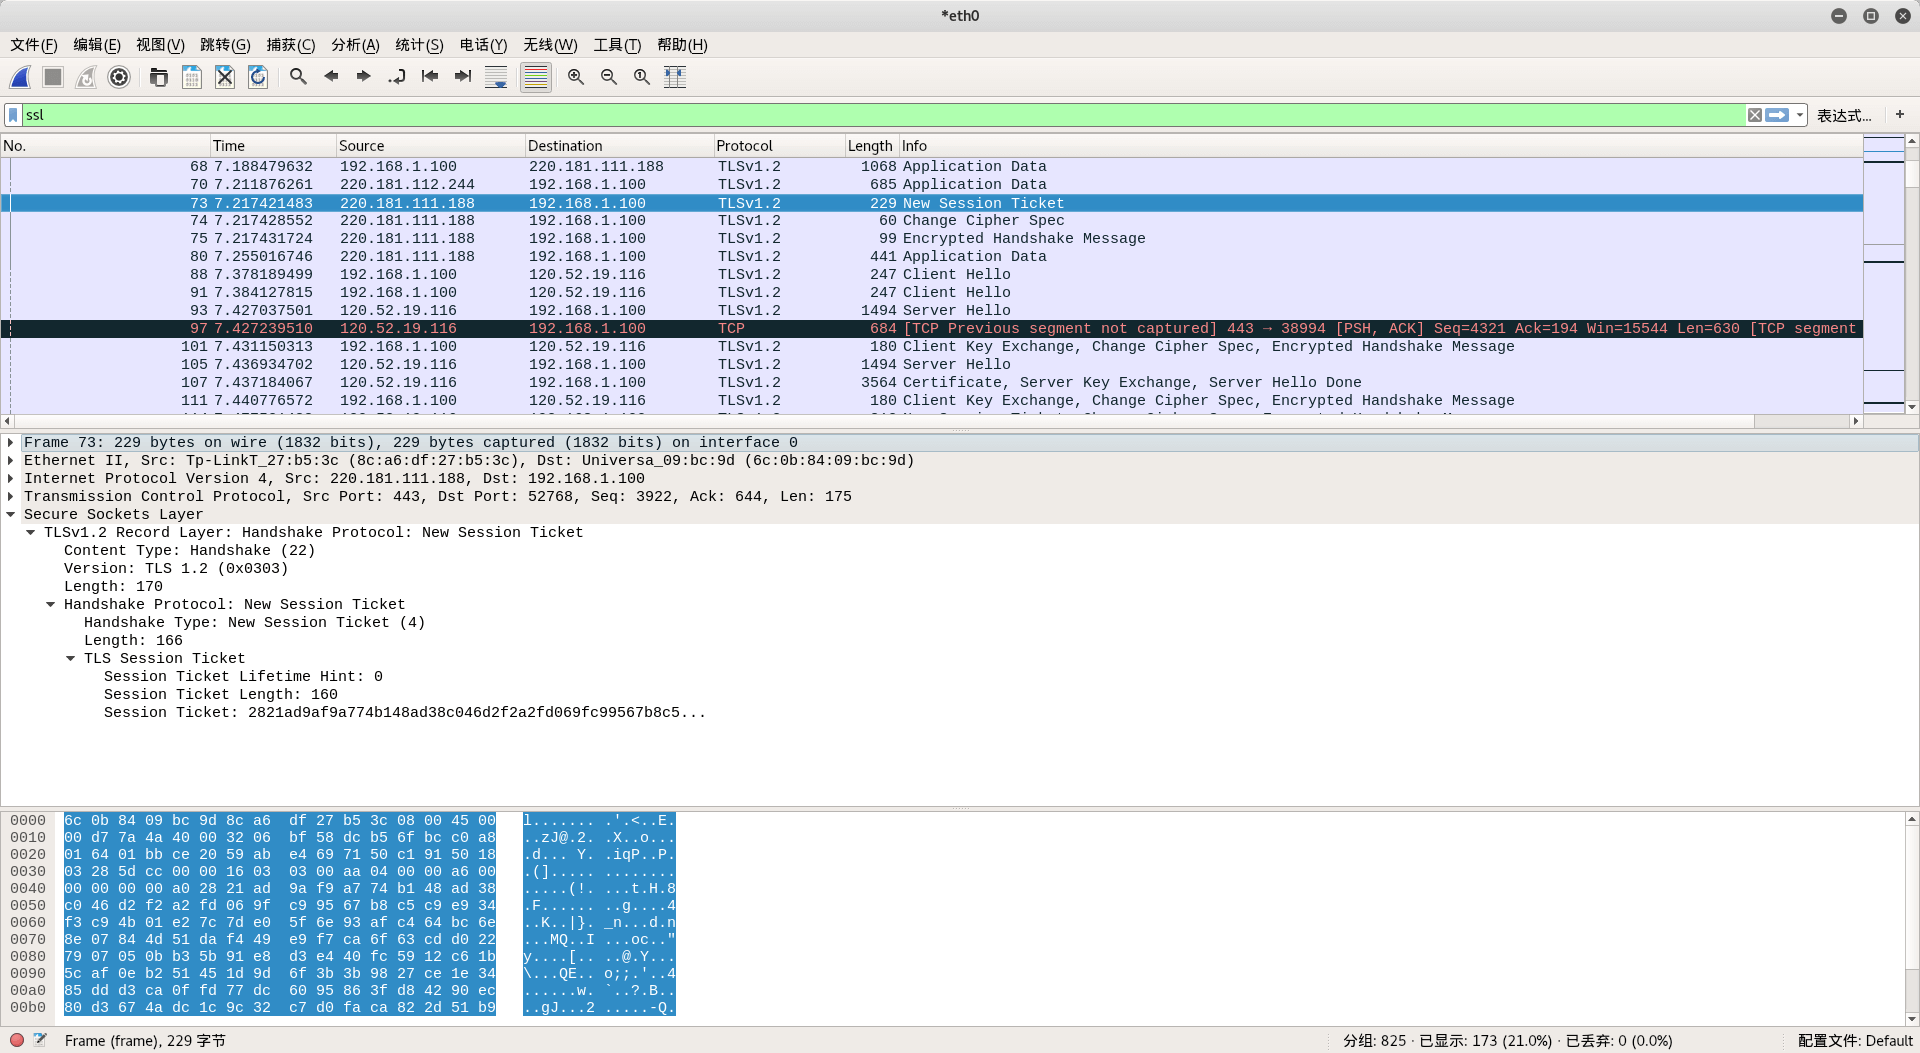 *eth0
文件(F) 编辑(E) 视图(V) 跳转(G) 捕获(C) 分析(A) 统计(S) 电话(Y) 无线(W) 工具(T) 帮助(H)
ssl 表达式… +
No. Time Source Destination Protocol Length Info
68 7.188479632 192.168.1.100 220.181.111.188 TLSv1.2 1068 Application Data
70 7.211876261 220.181.112.244 192.168.1.100 TLSv1.2 685 Application Data
73 7.217421483 220.181.111.188 192.168.1.100 TLSv1.2 229 New Session Ticket
74 7.217428552 220.181.111.188 192.168.1.100 TLSv1.2 60 Change Cipher Spec
75 7.217431724 220.181.111.188 192.168.1.100 TLSv1.2 99 Encrypted Handshake Message
80 7.255016746 220.181.111.188 192.168.1.100 TLSv1.2 441 Application Data
88 7.378189499 192.168.1.100 120.52.19.116 TLSv1.2 247 Client Hello
91 7.384127815 192.168.1.100 120.52.19.116 TLSv1.2 247 Client Hello
93 7.427037501 120.52.19.116 192.168.1.100 TLSv1.2 1494 Server Hello
97 7.427239510 120.52.19.116 192.168.1.100 TCP 684 [TCP Previous segment not captured] 443 → 38994 [PSH, ACK] Seq=4321 Ack=194 Win=15544 Len=630 [TCP segment
101 7.431150313 192.168.1.100 120.52.19.116 TLSv1.2 180 Client Key Exchange, Change Cipher Spec, Encrypted Handshake Message
105 7.436934702 120.52.19.116 192.168.1.100 TLSv1.2 1494 Server Hello
107 7.437184067 120.52.19.116 192.168.1.100 TLSv1.2 3564 Certificate, Server Key Exchange, Server Hello Done
111 7.440776572 192.168.1.100 120.52.19.116 TLSv1.2 180 Client Key Exchange, Change Cipher Spec, Encrypted Handshake Message
Frame 73: 229 bytes on wire (1832 bits), 229 bytes captured (1832 bits) on interface 0
Ethernet II, Src: Tp-LinkT_27:b5:3c (8c:a6:df:27:b5:3c), Dst: Universa_09:bc:9d (6c:0b:84:09:bc:9d)
Internet Protocol Version 4, Src: 220.181.111.188, Dst: 192.168.1.100
Transmission Control Protocol, Src Port: 443, Dst Port: 52768, Seq: 3922, Ack: 644, Len: 175
Secure Sockets Layer
TLSv1.2 Record Layer: Handshake Protocol: New Session Ticket
Content Type: Handshake (22)
Version: TLS 1.2 (0x0303)
Length: 170
Handshake Protocol: New Session Ticket
Handshake Type: New Session Ticket (4)
Length: 166
TLS Session Ticket
Session Ticket Lifetime Hint: 0
Session Ticket Length: 160
Session Ticket: 2821ad9af9a774b148ad38c046d2f2a2fd069fc99567b8c5...
0000 6c 0b 84 09 bc 9d 8c a6 df 27 b5 3c 08 00 45 00 l....... .'.<..E.
0010 00 d7 7a 4a 40 00 32 06 bf 58 dc b5 6f bc c0 a8 ..zJ@.2. .X..o...
0020 01 64 01 bb ce 20 59 ab e4 69 71 50 c1 91 50 18 .d... Y. .iqP..P.
0030 03 28 5d cc 00 00 16 03 03 00 aa 04 00 00 a6 00 .(]..... ........
0040 00 00 00 00 a0 28 21 ad 9a f9 a7 74 b1 48 ad 38 .....(!. ...t.H.8
0050 c0 46 d2 f2 a2 fd 06 9f c9 95 67 b8 c5 c9 e9 34 .F...... ..g....4
0060 f3 c9 4b 01 e2 7c 7d e0 5f 6e 93 af c4 64 bc 6e ..K..|}. _n...d.n
0070 8e 07 84 4d 51 da f4 49 e9 f7 ca 6f 63 cd d0 22 ...MQ..I ...oc.."
0080 79 07 05 0b b3 5b 91 e8 d3 e4 40 fc 59 12 c6 1b y....[.. ..@.Y...
0090 5c af 0e b2 51 45 1d 9d 6f 3b 3b 98 27 ce 1e 34 \...QE.. o;;.'..4
00a0 85 dd d3 ca 0f fd 77 dc 60 95 86 3f d8 42 90 ec ......w. `..?.B..
00b0 80 d3 67 4a dc 1c 9c 32 c7 d0 fa ca 82 2d 51 b9 ..gJ...2 .....-Q.
Frame (frame), 229 字节 分组: 825 · 已显示: 173 (21.0%) · 已丢弃: 0 (0.0%) 配置文件: Default